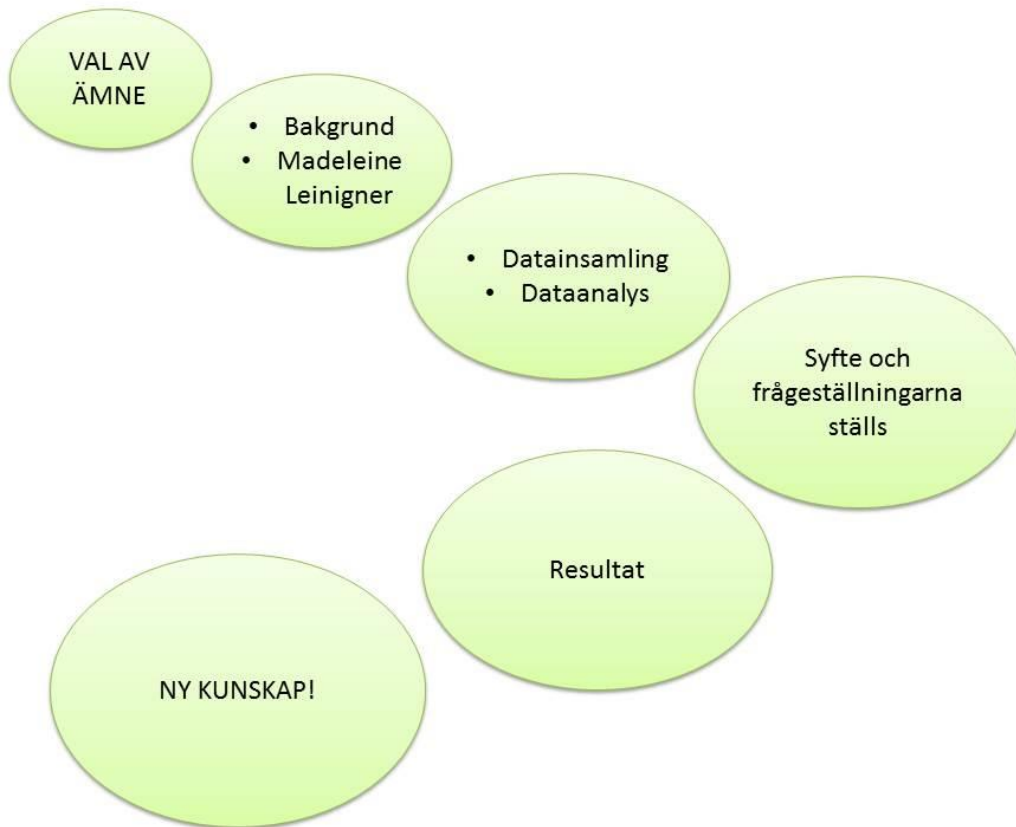 VAL AV
ÄMNE
• Bakgrund
• Madeleine
Leinigner
• Datainsamling
• Dataanalys
Syfte och
frågeställningarna
ställs
Resultat
NY KUNSKAP!